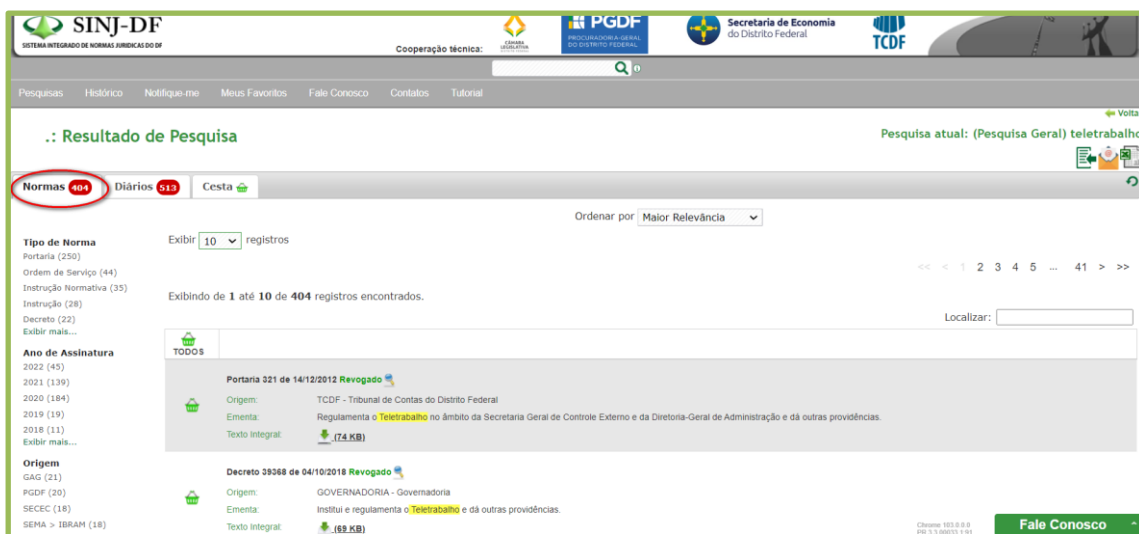 SINJ-DF
SISTEMA INTEGRADO DE NORMAS JURIDICAS DO DF
Cooperação técnica:
CÂMARA
LEGISLATIVA
PGDF
PROCURADORIA-GERAL
DO DISTRITO FEDERAL
Secretaria de Economia
do Distrito Federal
TCDF
Pesquisas Histórico Notifique-me Meus Favoritos Fale Conosco Contatos Tutorial
Volta
.: Resultado de Pesquisa
Pesquisa atual: (Pesquisa Geral) teletrabalho
Normas 404 Diários 513 Cesta
Ordenar por Maior Relevância
Exibir 10 registros
<< < 1 2 3 4 5 ... 41 > >>
Exibindo de 1 até 10 de 404 registros encontrados.
Localizar:
Tipo de Norma
Portaria (250)
Ordem de Serviço (44)
Instrução Normativa (35)
Instrução (28)
Decreto (22)
Exibir mais...
Ano de Assinatura
2022 (45)
2021 (139)
2020 (184)
2019 (19)
2018 (11)
Exibir mais...
Origem
GAG (21)
PGDF (20)
SECEC (18)
SEMA > IBRAM (18)
TODOS
Portaria 321 de 14/12/2012 Revogado
Origem: TCDF - Tribunal de Contas do Distrito Federal
Ementa: Regulamenta o Teletrabalho no âmbito da Secretaria Geral de Controle Externo e da Diretoria-Geral de Administração e dá outras providências.
Texto Integral: (74 KB)
Decreto 39368 de 04/10/2018 Revogado
Origem: GOVERNADORIA - Governadoria
Ementa: Institui e regulamenta o Teletrabalho e dá outras providências.
Texto Integral: (69 KB)
Chrome 103.0.0.0
Fale Conosco